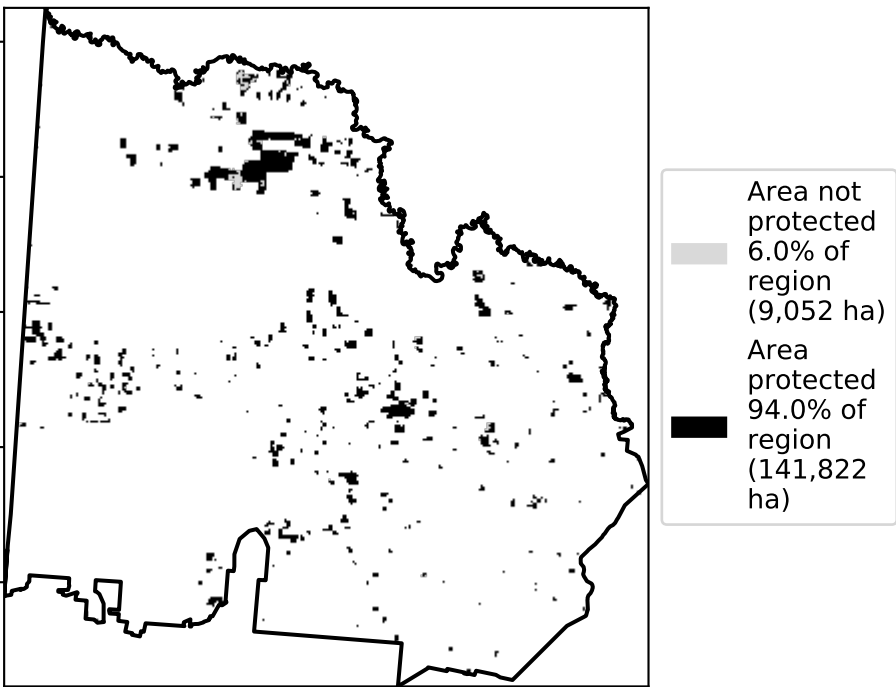 Area not
protected
6.0% of
region
(9,052 ha)
Area
protected
94.0% of
region
(141,822
ha)